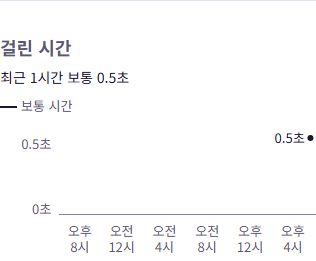 걸린 시간
최근 1시간 보통 0.5초
보통 시간
0.5초
0.5초
0초
오후 오전 오전 오후 오후 오후
8시 12시 4시 8시 12시 4시